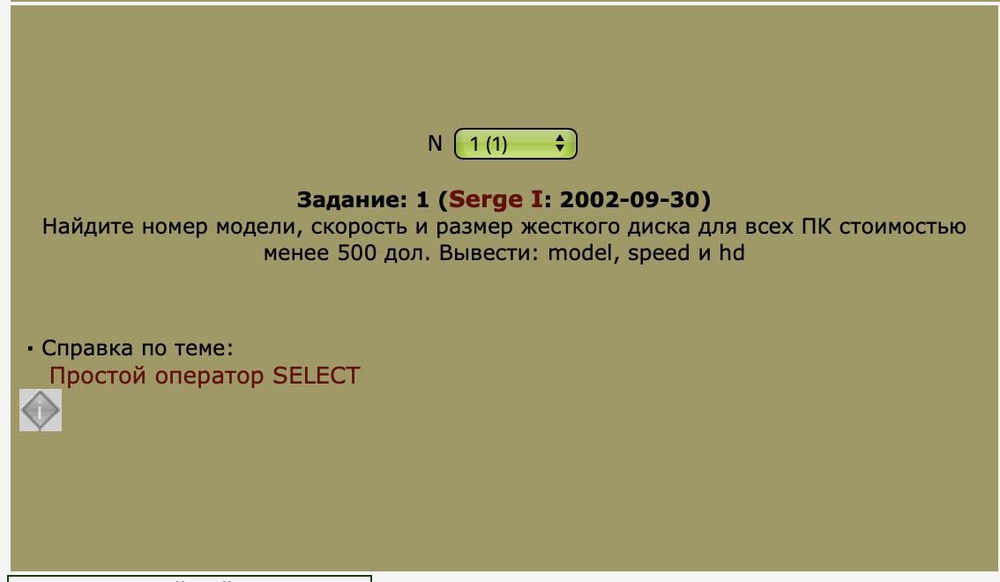 N 1 (1)
Задание: 1 (Serge I: 2002-09-30)
Найдите номер модели, скорость и размер жесткого диска для всех ПК стоимостью
менее 500 дол. Вывести: model, speed и hd
· Справка по теме:
Простой оператор SELECT
i